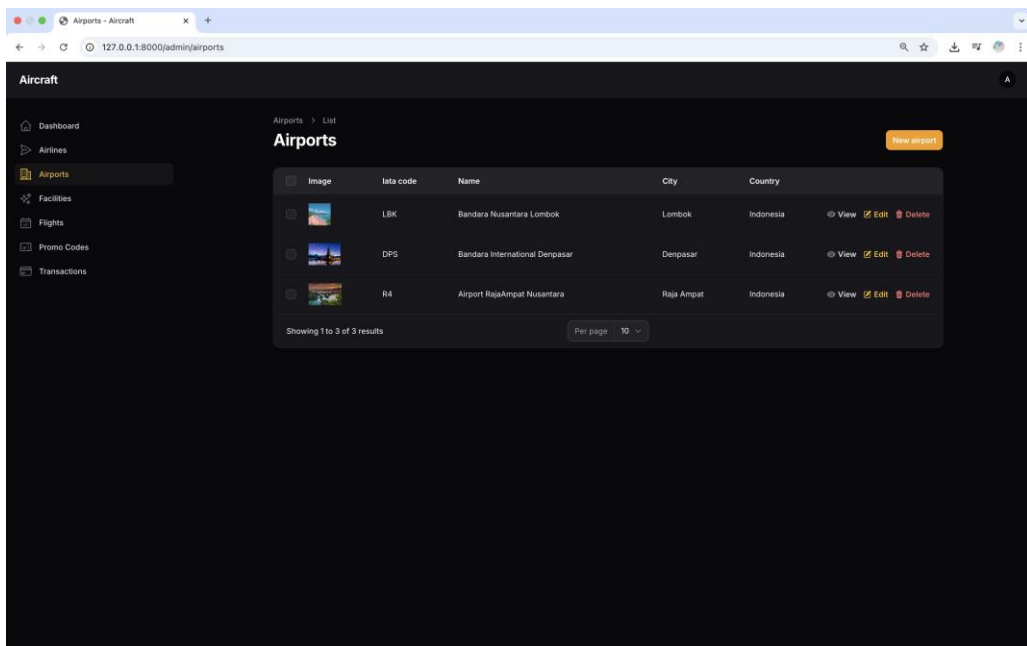 Airports - Aircraft
127.0.0.1:8000/admin/airports
Aircraft
A
Dashboard
Airlines
Airports
Facilities
Flights
Promo Codes
Transactions
Airports > List
Airports
New airport
Image Iata code Name City Country
LBK Bandara Nusantara Lombok Lombok Indonesia View Edit Delete
DPS Bandara International Denpasar Denpasar Indonesia View Edit Delete
R4 Airport RajaAmpat Nusantara Raja Ampat Indonesia View Edit Delete
Showing 1 to 3 of 3 results Per page 10